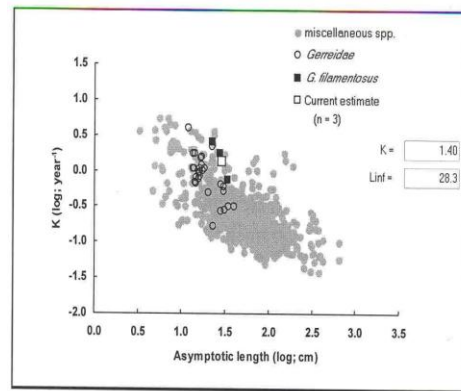 miscellaneous spp.
Gerreidae
G. filamentosus
Current estimate
(n = 3)
K = 1.40
Linf = 28.3
1.5
1.0
0.5
0.0
-0.5
-1.0
-1.5
-2.0
K (log; year⁻¹)
0.0 0.5 1.0 1.5 2.0 2.5 3.0 3.5
Asymptotic length (log; cm)